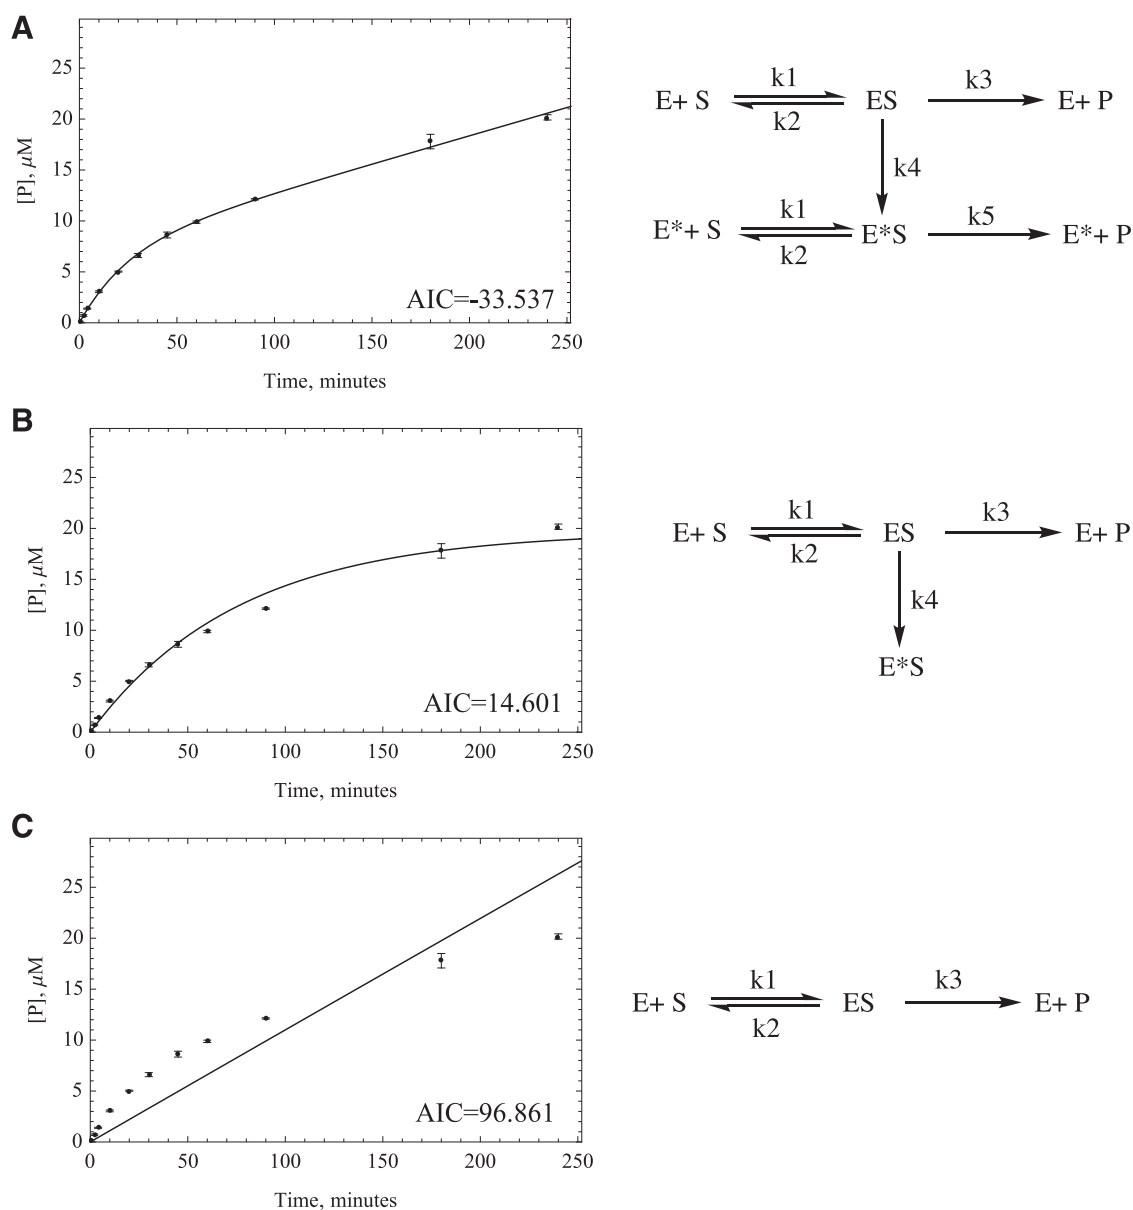 A
[P], μM
25
20
15
10
5
0
0
50
100
150
200
250
AIC=-33.537
Time, minutes
E+ S
k1
k2
ES
k3
E+ P
k4
E*+ S
k1
k2
E*S
k5
E*+ P
B
[P], μM
25
20
15
10
5
0
0
50
100
150
200
250
AIC=14.601
Time, minutes
E+ S
k1
k2
ES
k3
E+ P
k4
E*S
C
[P], μM
25
20
15
10
5
0
0
50
100
150
200
250
AIC=96.861
Time, minutes
E+ S
k1
k2
ES
k3
E+ P